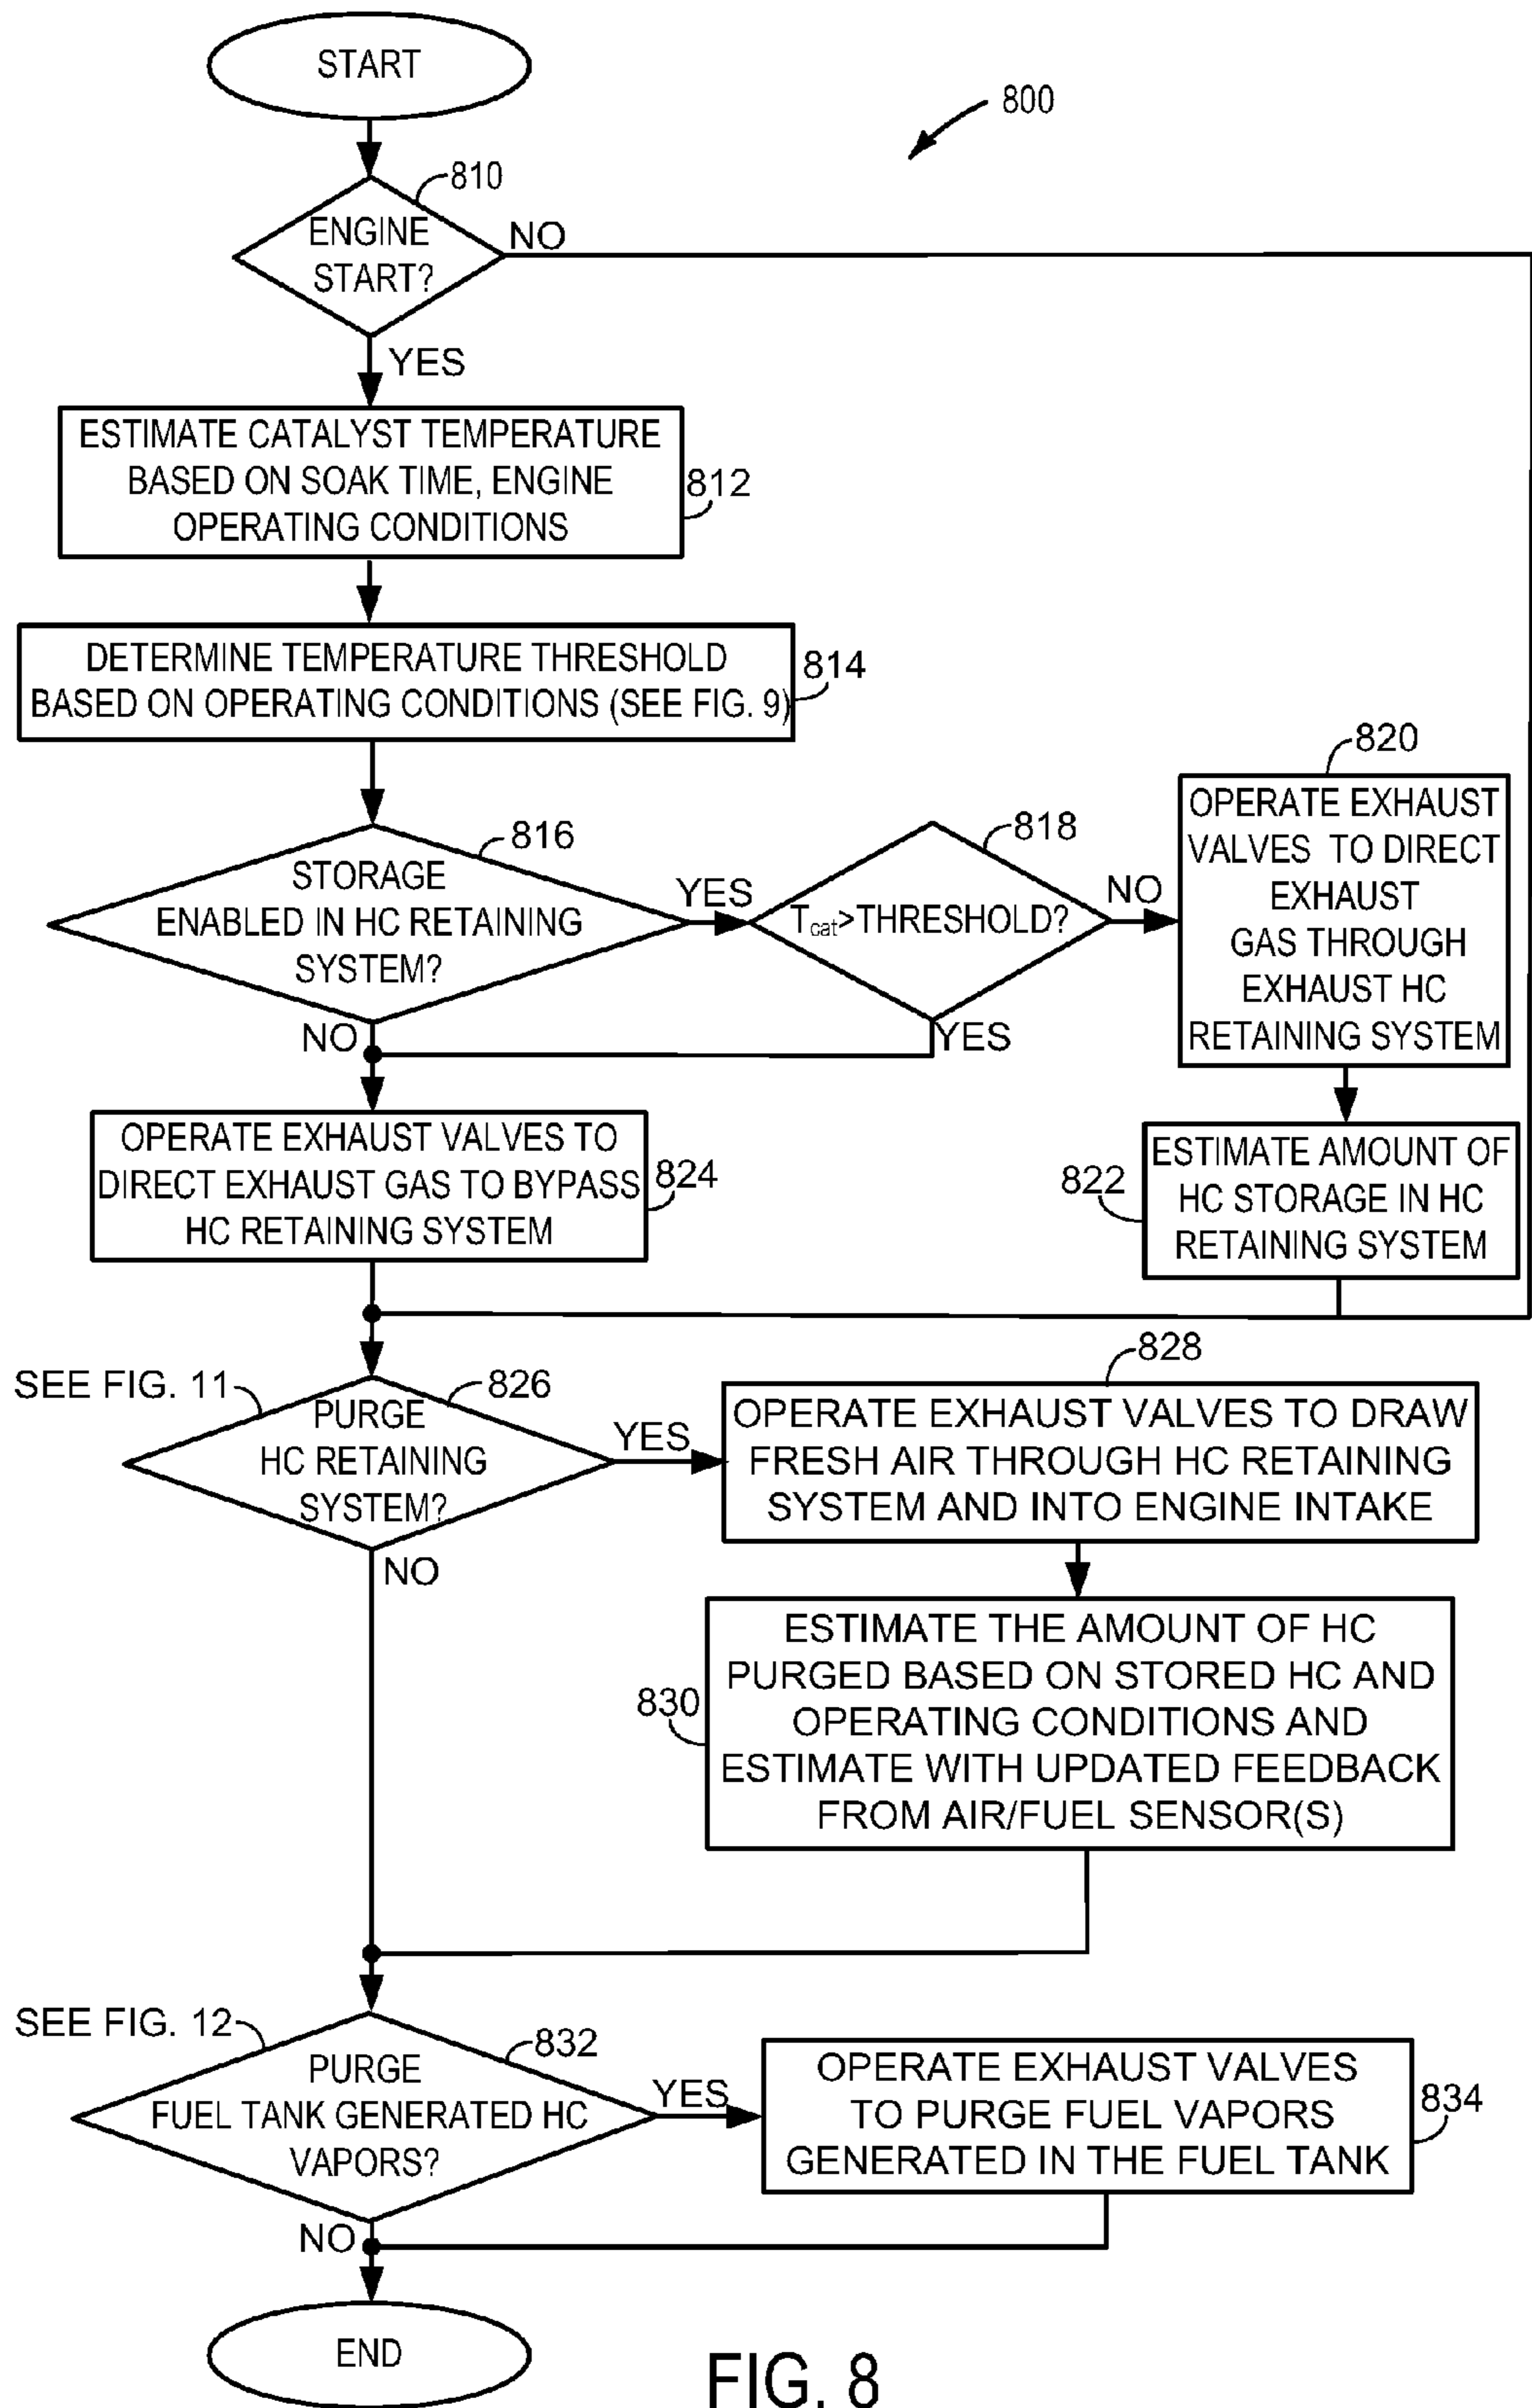 START
800
810
ENGINE
START?
NO
YES
ESTIMATE CATALYST TEMPERATURE
BASED ON SOAK TIME, ENGINE
OPERATING CONDITIONS
812
DETERMINE TEMPERATURE THRESHOLD
BASED ON OPERATING CONDITIONS (SEE FIG. 9)
814
816
STORAGE
ENABLED IN HC RETAINING
SYSTEM?
YES
NO
818
Tcat>THRESHOLD?
NO
YES
820
OPERATE EXHAUST
VALVES TO DIRECT
EXHAUST
GAS THROUGH
EXHAUST HC
RETAINING SYSTEM
822
ESTIMATE AMOUNT OF
HC STORAGE IN HC
RETAINING SYSTEM
OPERATE EXHAUST VALVES TO
DIRECT EXHAUST GAS TO BYPASS
HC RETAINING SYSTEM
824
SEE FIG. 11
826
PURGE
HC RETAINING
SYSTEM?
YES
NO
828
OPERATE EXHAUST VALVES TO DRAW
FRESH AIR THROUGH HC RETAINING
SYSTEM AND INTO ENGINE INTAKE
830
ESTIMATE THE AMOUNT OF HC
PURGED BASED ON STORED HC AND
OPERATING CONDITIONS AND
ESTIMATE WITH UPDATED FEEDBACK
FROM AIR/FUEL SENSOR(S)
SEE FIG. 12
832
PURGE
FUEL TANK GENERATED HC
VAPORS?
YES
NO
OPERATE EXHAUST VALVES
TO PURGE FUEL VAPORS
GENERATED IN THE FUEL TANK
834
END
FIG. 8